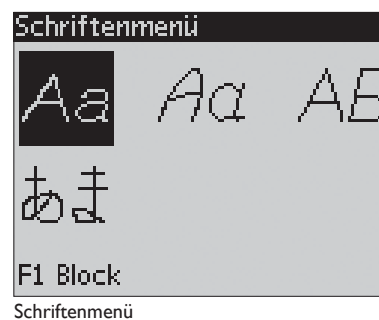 Schriftenmenü
Aa Aa AB
あま
F1 Block
Schriftenmenü